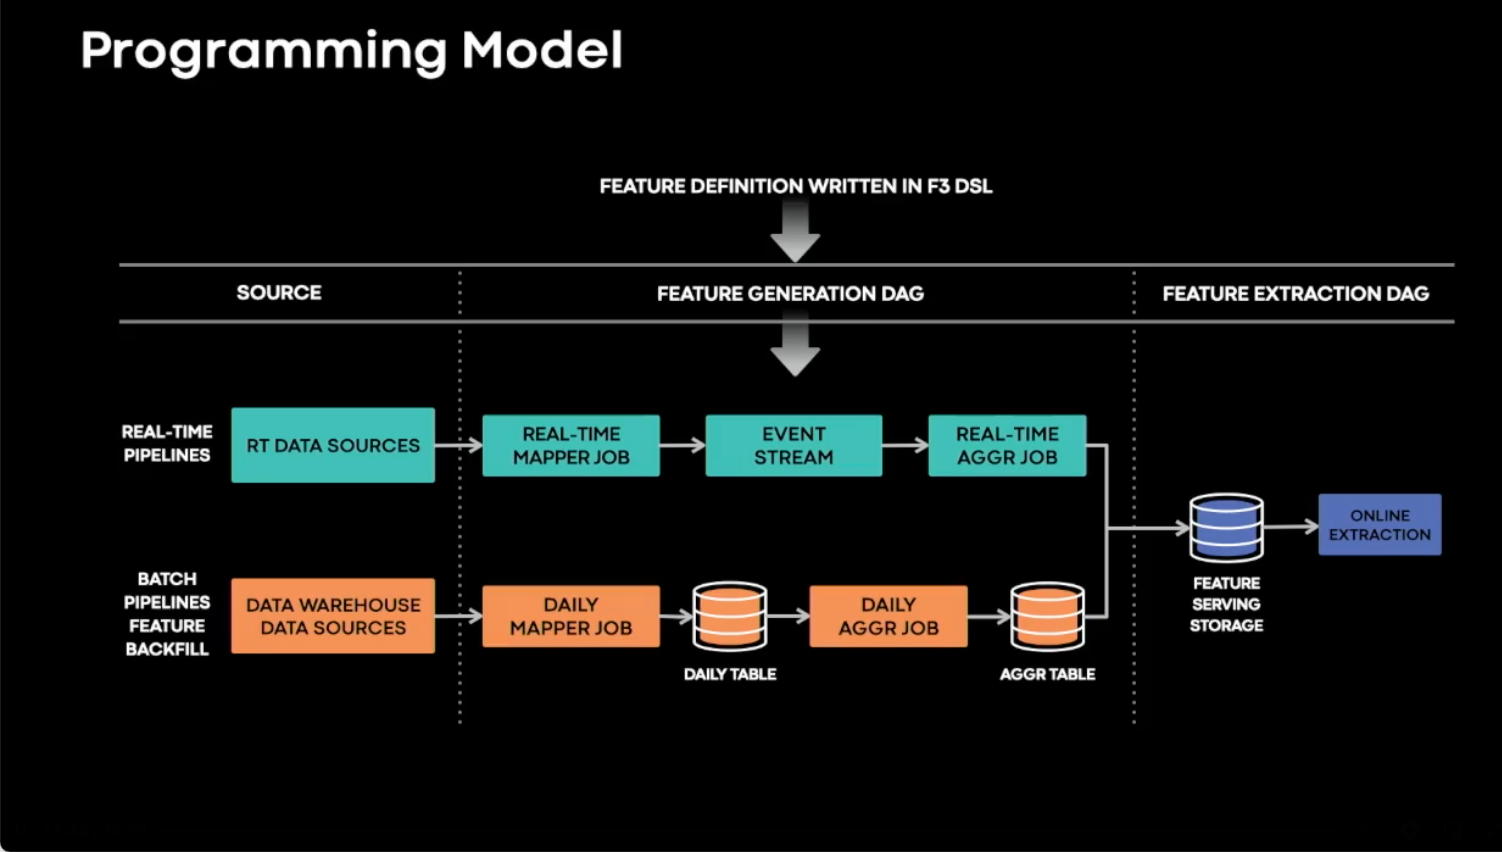 Programming Model
FEATURE DEFINITION WRITTEN IN F3 DSL
SOURCE
FEATURE GENERATION DAG
FEATURE EXTRACTION DAG
REAL-TIME
PIPELINES
RT DATA SOURCES
REAL-TIME
MAPPER JOB
EVENT
STREAM
REAL-TIME
AGGR JOB
BATCH
PIPELINES
FEATURE
BACKFILL
DATA WAREHOUSE
DATA SOURCES
DAILY
MAPPER JOB
DAILY TABLE
DAILY
AGGR JOB
AGGR TABLE
FEATURE
SERVING
STORAGE
ONLINE
EXTRACTION